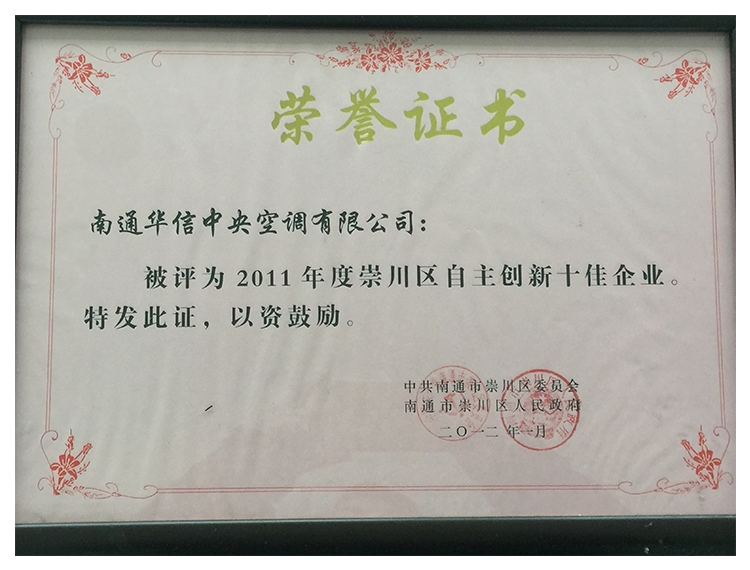 荣誉证书
南通华信中央空调有限公司：
被评为2011年度崇川区自主创新十佳企业。
特发此证，以资鼓励。
中共南通市崇川区委员会
南通市崇川区人民政府
二〇一二年一月